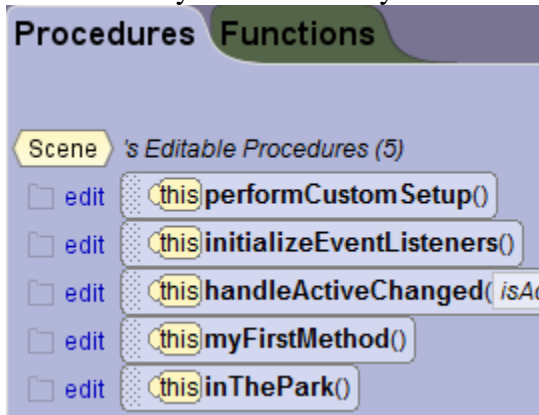 Procedures Functions
Scene 's Editable Procedures (5)
edit this performCustomSetup()
edit this initializeEventListeners()
edit this handleActiveChanged(
edit this myFirstMethod()
edit this inThePark()